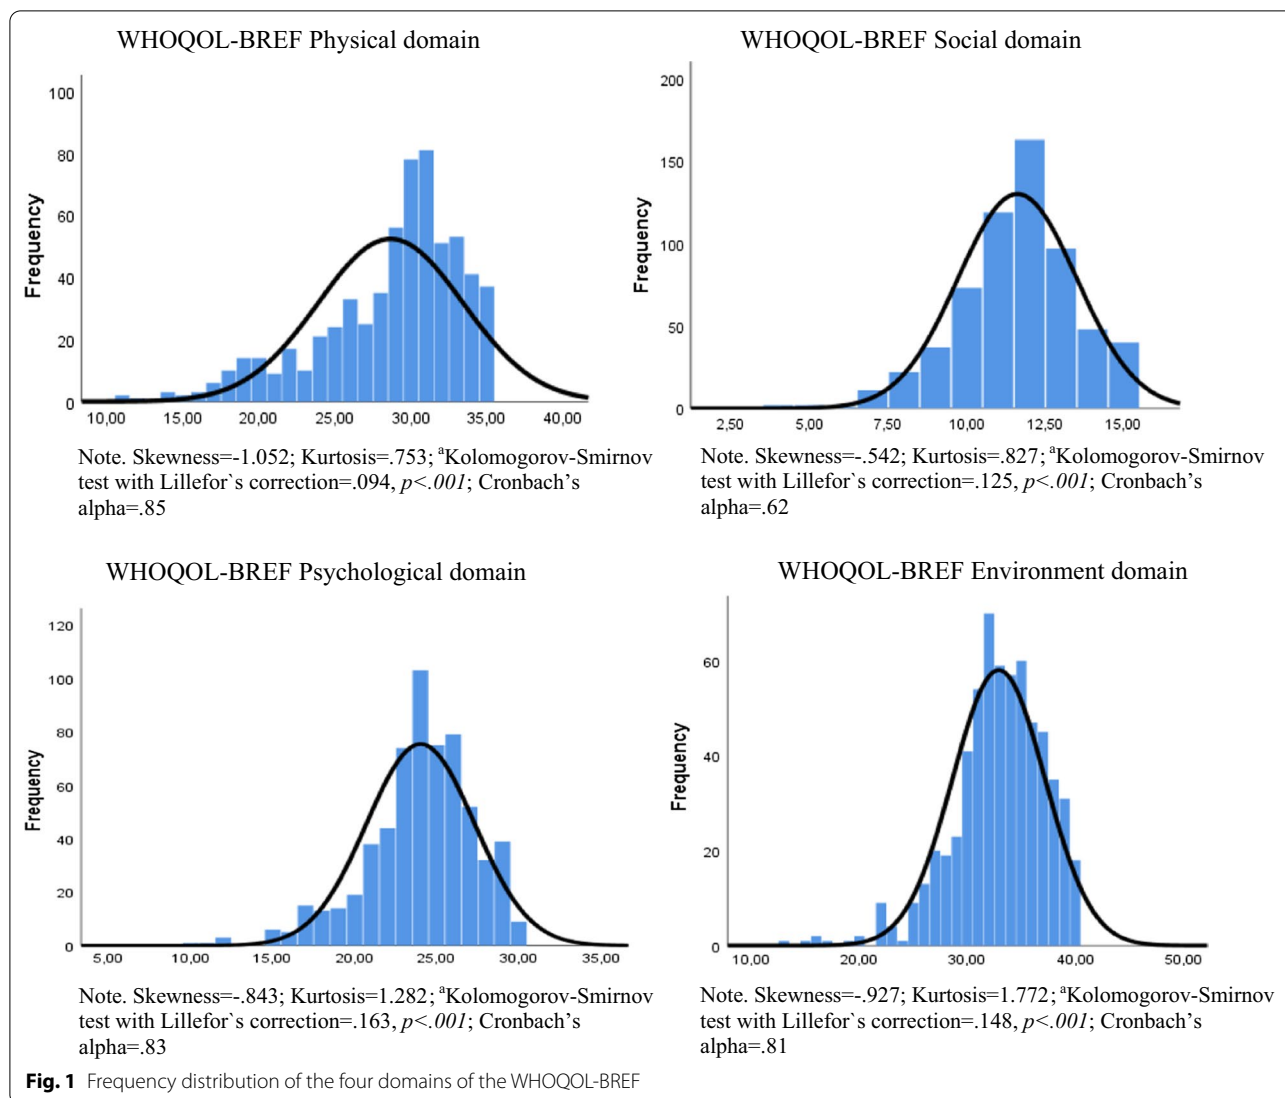 WHOQOL-BREF Physical domain
Frequency
100
80
60
40
20
0
10,00 15,00 20,00 25,00 30,00 35,00 40,00
Note. Skewness=-1.052; Kurtosis=.753; aKolomogorov-Smirnov
test with Lillefor`s correction=.094, p<.001; Cronbach's
alpha=.85
WHOQOL-BREF Social domain
Frequency
200
150
100
50
0
2,50 5,00 7,50 10,00 12,50 15,00
Note. Skewness=-.542; Kurtosis=.827; aKolomogorov-Smirnov
test with Lillefor`s correction=.125, p<.001; Cronbach's
alpha=.62
WHOQOL-BREF Psychological domain
Frequency
120
100
80
60
40
20
0
5,00 10,00 15,00 20,00 25,00 30,00 35,00
Note. Skewness=-.843; Kurtosis=1.282; aKolomogorov-Smirnov
test with Lillefor`s correction=.163, p<.001; Cronbach's
alpha=.83
WHOQOL-BREF Environment domain
Frequency
60
40
20
0
10,00 20,00 30,00 40,00 50,00
Note. Skewness=-.927; Kurtosis=1.772; aKolomogorov-Smirnov
test with Lillefor`s correction=.148, p<.001; Cronbach's
alpha=.81
Fig. 1 Frequency distribution of the four domains of the WHOQOL-BREF